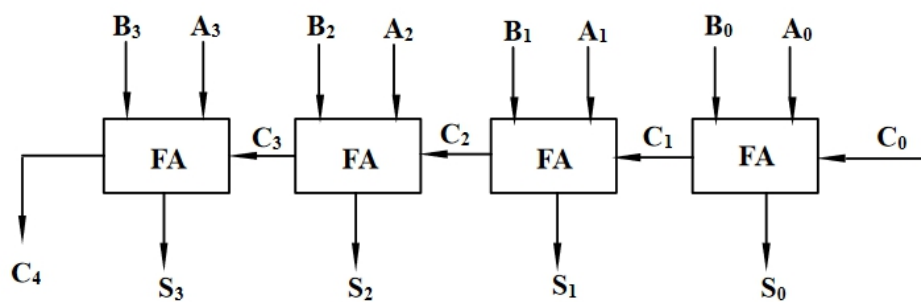 B₃ A₃ B₂ A₂ B₁ A₁ B₀ A₀
C₃ C₂ C₁ C₀
FA FA FA FA
C₄ S₃ S₂ S₁ S₀